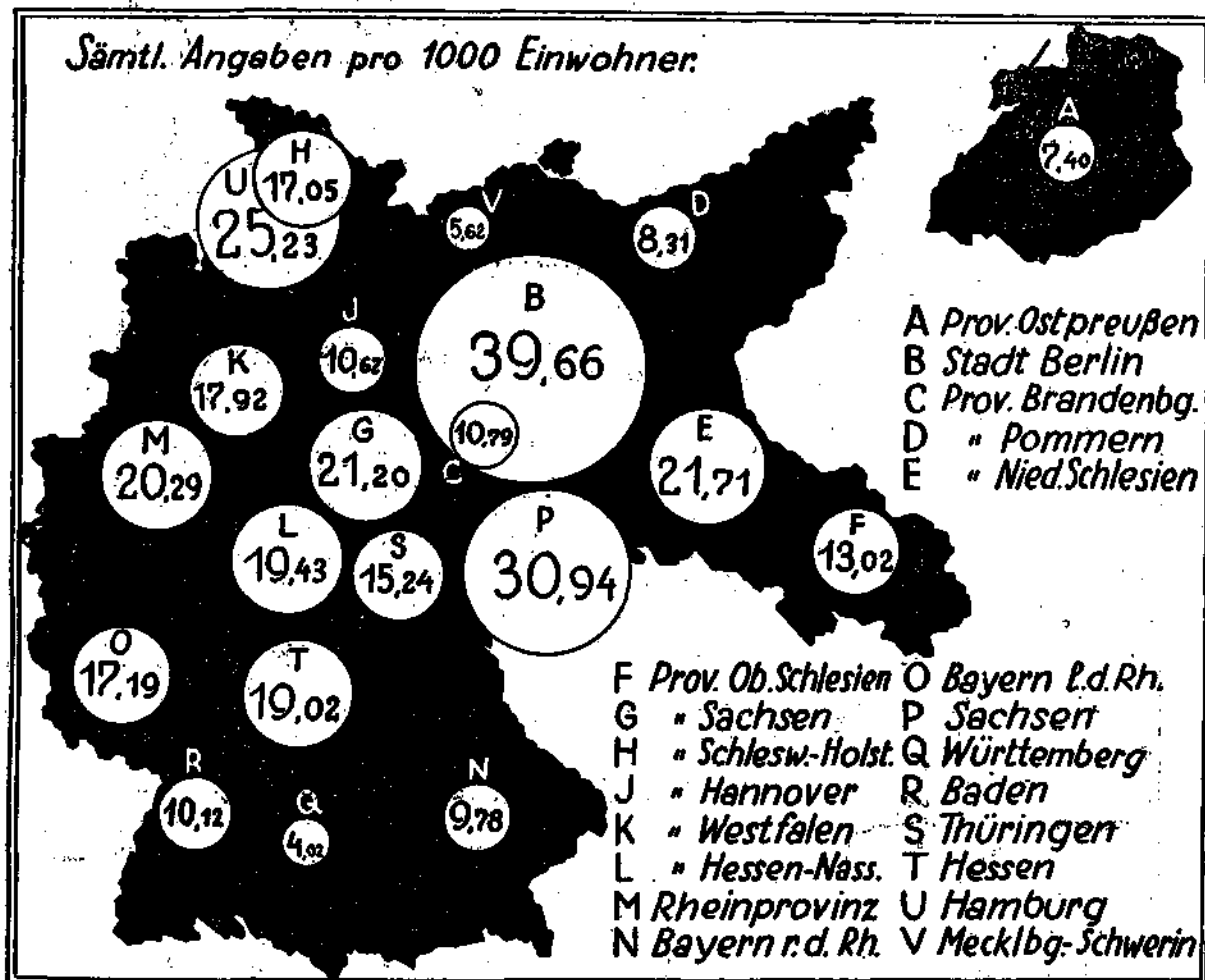 Sämtl. Angaben pro 1000 Einwohner.
A
7,40
H
17,05
U
25,23
V
5,62
D
8,31
B
39,66
J
10,62
K
17,92
10,79
C
G
21,20
E
21,71
M
20,29
L
19,43
S
15,24
P
30,94
F
13,02
O
17,19
T
19,02
R
10,12
Q
4,02
N
9,78
A Prov. Ostpreußen
B Stadt Berlin
C Prov. Brandenbg.
D " Pommern
E " Nied. Schlesien
F Prov. Ob. Schlesien
G " Sachsen
H " Schlesw.-Holst.
J " Hannover
K " Westfalen
L " Hessen-Nass.
M Rheinprovinz
N Bayern r. d. Rh.
O Bayern l. d. Rh.
P Sachsen
Q Württemberg
R Baden
S Thüringen
T Hessen
U Hamburg
V Mecklbg.-Schwerin